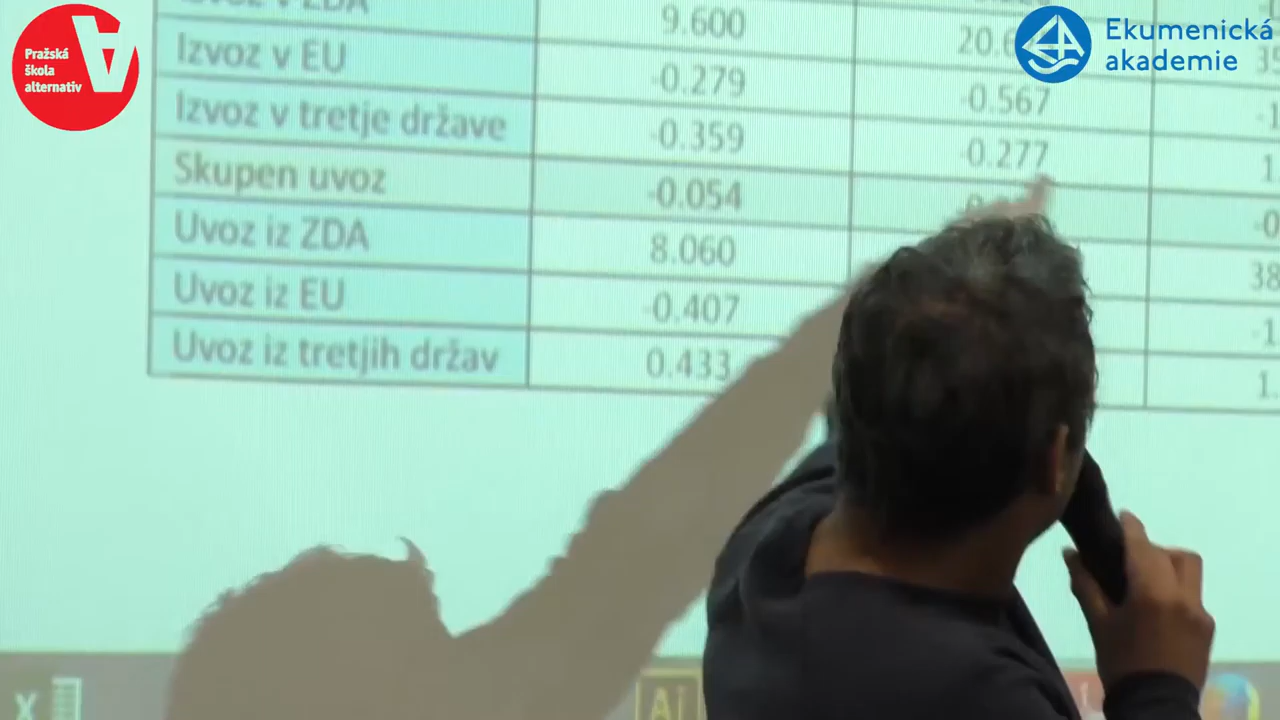 Pražská
škola
alternativ
Ekumenická
akademie
9.600
Izvoz v EU -0.279 -0.567
Izvoz v tretje države -0.359 -0.277
Skupen uvoz -0.054
Uvoz iz ZDA 8.060 38
Uvoz iz EU -0.407
Uvoz iz tretjih držav 0.433
X
Ai